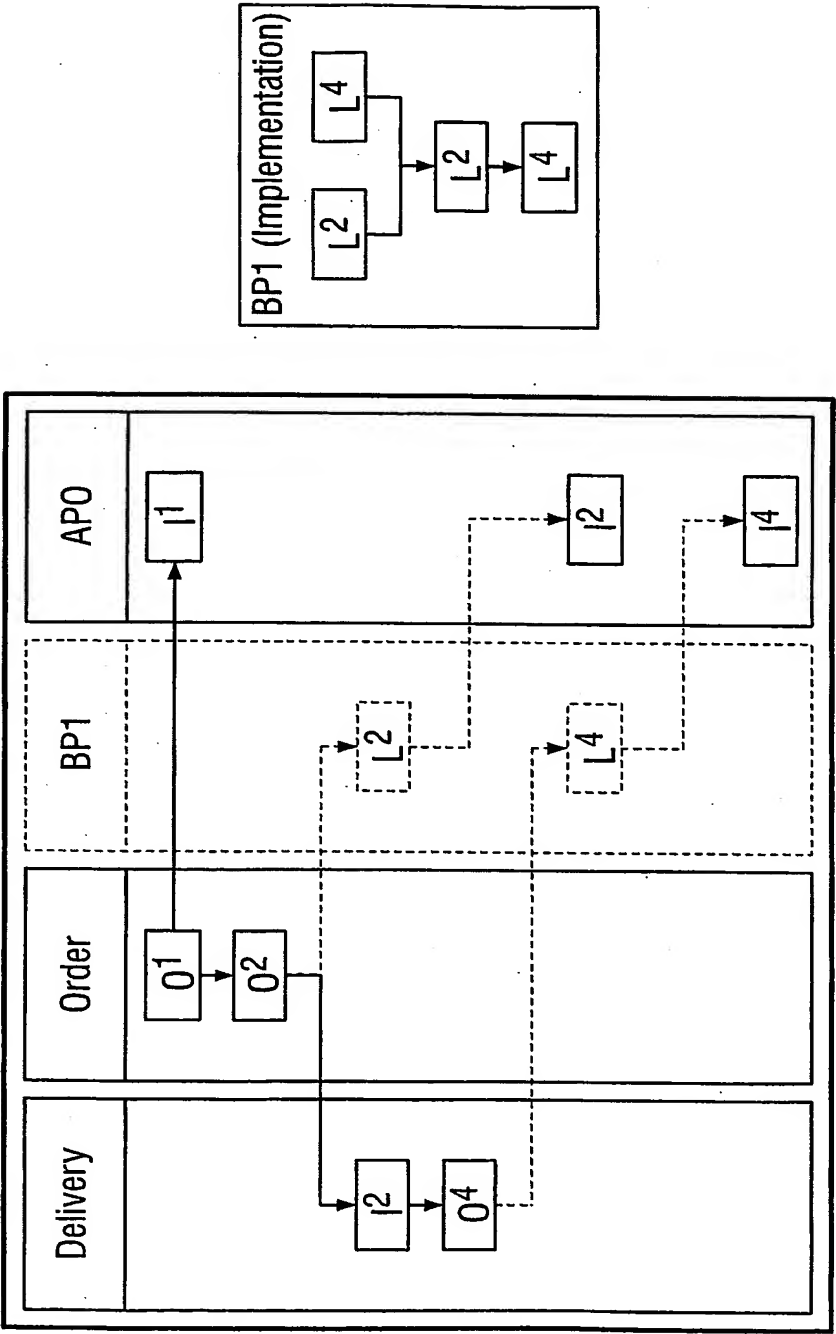 Delivery
Order
BP1
APO
O¹
I¹
O²
I²
L²
O⁴
L⁴
I²
I⁴
BP1 (Implementation)
L²
L⁴
L²
L⁴